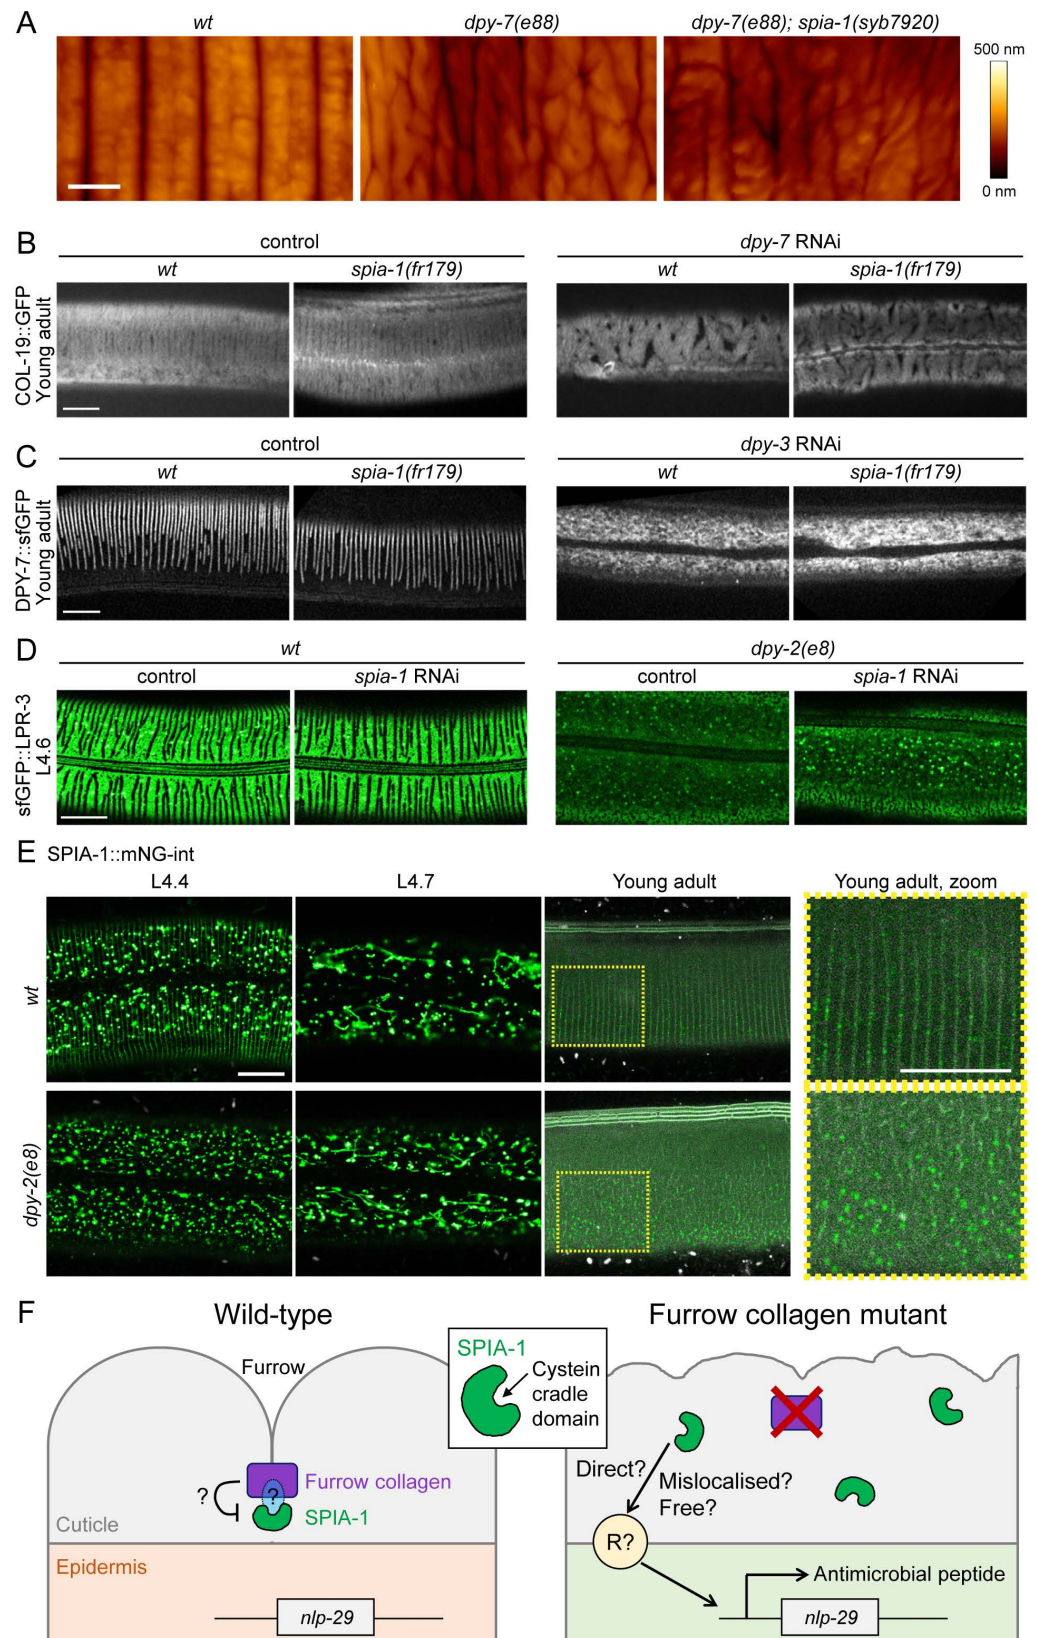 A
wt
dpy-7(e88)
dpy-7(e88); spia-1(syb7920)
500 nm
0 nm
B
control
dpy-7 RNAi
wt
spia-1(fr179)
wt
spia-1(fr179)
COL-19::GFP
Young adult
C
control
dpy-3 RNAi
wt
spia-1(fr179)
wt
spia-1(fr179)
DPY-7::sfGFP
Young adult
D
wt
dpy-2(e8)
control
spia-1 RNAi
control
spia-1 RNAi
sfGFP::LPR-3
L4.6
E
SPIA-1::mNG-int
L4.4
L4.7
Young adult
Young adult, zoom
wt
dpy-2(e8)
F
Wild-type
Furrow collagen mutant
SPIA-1
Cystein
cradle
domain
Furrow
?
?
Furrow collagen
SPIA-1
Cuticle
Epidermis
nlp-29
Direct?
Mislocalised?
Free?
R?
Antimicrobial peptide
nlp-29